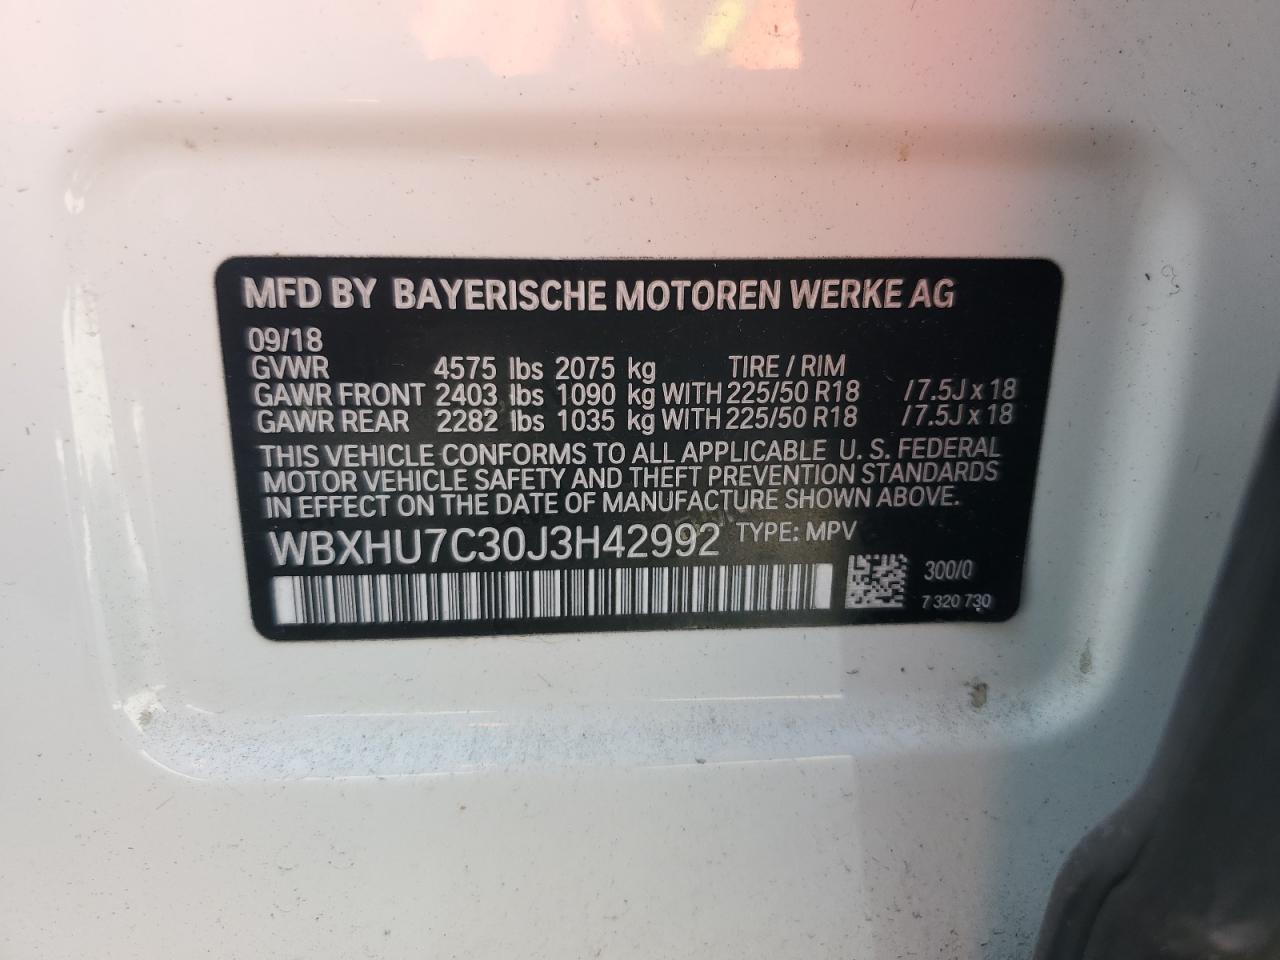 MFD BY BAYERISCHE MOTOREN WERKE AG
09/18
GVWR 4575 lbs 2075 kg TIRE / RIM
GAWR FRONT 2403 lbs 1090 kg WITH 225/50 R18 / 7.5J x 18
GAWR REAR 2282 lbs 1035 kg WITH 225/50 R18 / 7.5J x 18
THIS VEHICLE CONFORMS TO ALL APPLICABLE U. S. FEDERAL
MOTOR VEHICLE SAFETY AND THEFT PREVENTION STANDARDS
IN EFFECT ON THE DATE OF MANUFACTURE SHOWN ABOVE.
WBXHU7C30J3H42992 TYPE: MPV
300/0
7 320 730